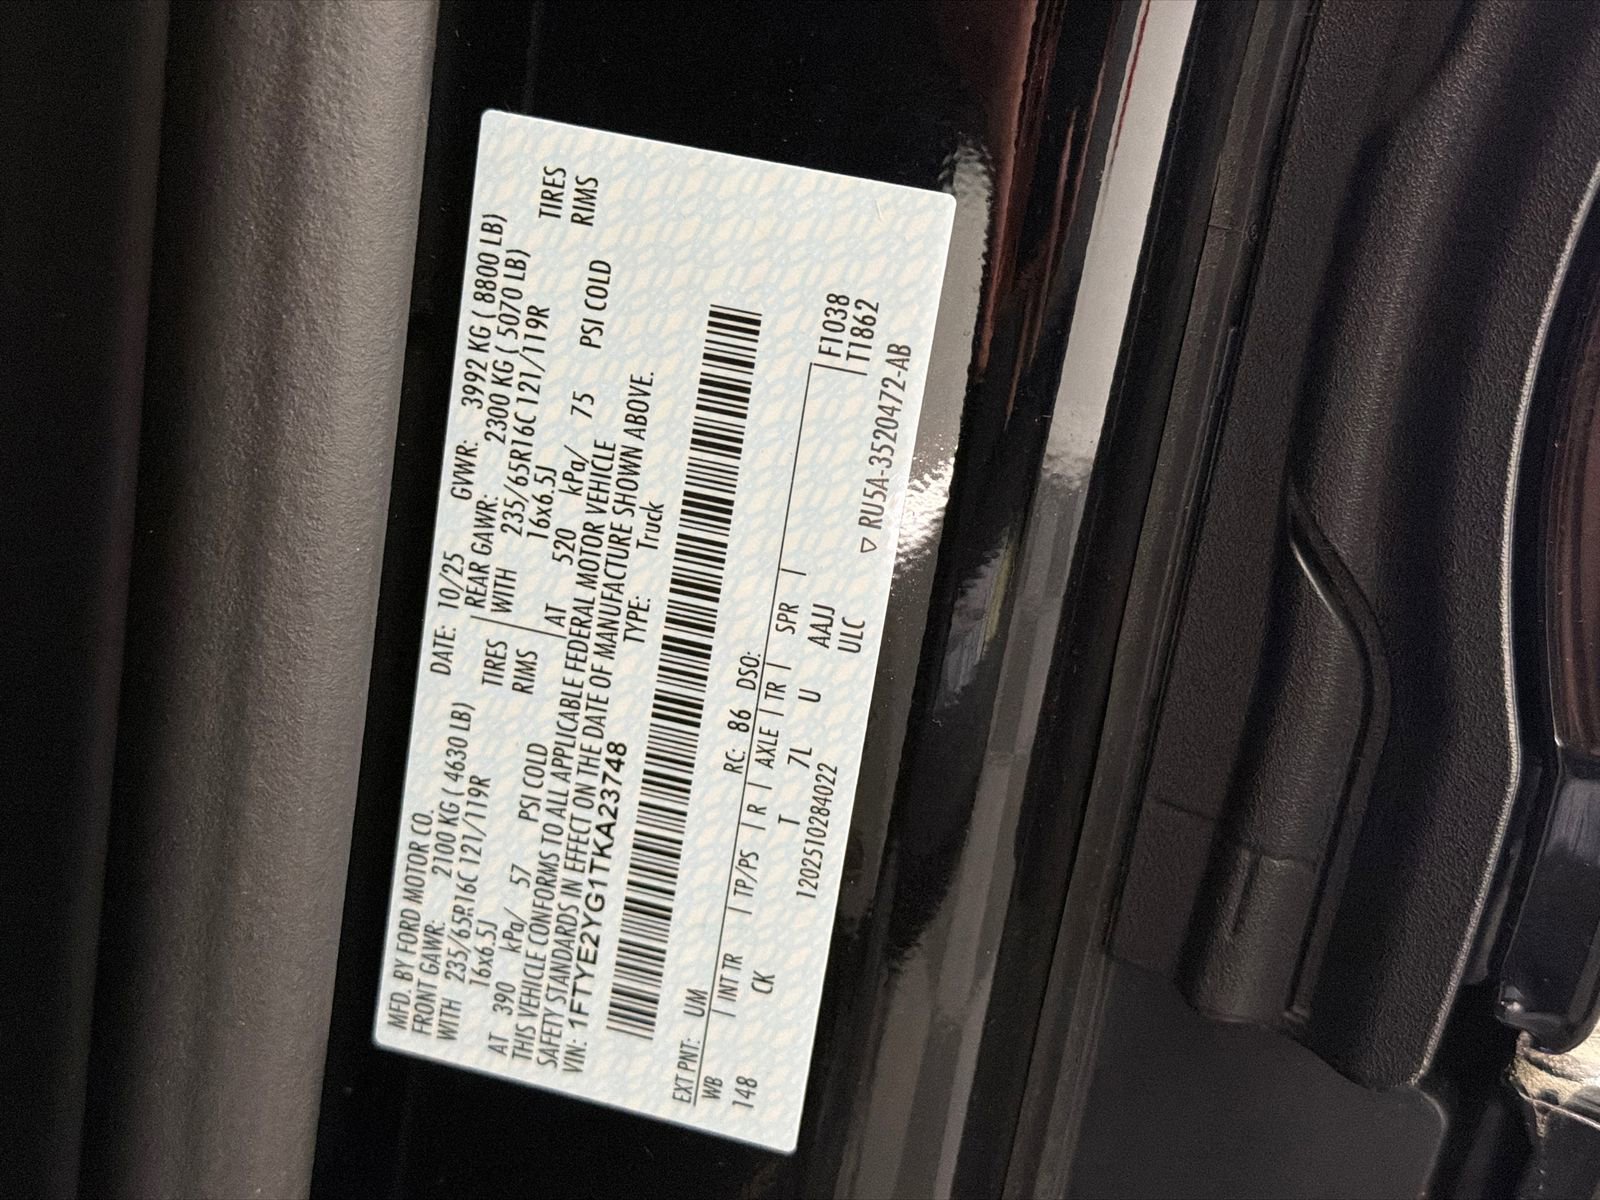 MFD. BY FORD MOTOR CO. DATE: 10/25 GVWR: 3992 KG ( 8800 LB)
FRONT GAWR: 2100 KG ( 4630 LB) REAR GAWR: 2300 KG ( 5070 LB)
WITH 235/65R16C 121/119R TIRES WITH 235/65R16C 121/119R TIRES
16x6.5J RIMS 16x6.5J RIMS
AT 390 kPa/ 57 PSI COLD AT 520 kPa/ 75 PSI COLD
THIS VEHICLE CONFORMS TO ALL APPLICABLE FEDERAL MOTOR VEHICLE
SAFETY STANDARDS IN EFFECT ON THE DATE OF MANUFACTURE SHOWN ABOVE.
VIN: 1FTYE2YG1TKA23748 TYPE: Truck
EXT PNT: UM RC: 86 DSO: F1038
WB | INT TR | TP/PS | R | AXLE | TR | SPR | T1862
148 CK T 7L U AAJJ
1202510284022 ULC ▽ RU5A-3520472-AB